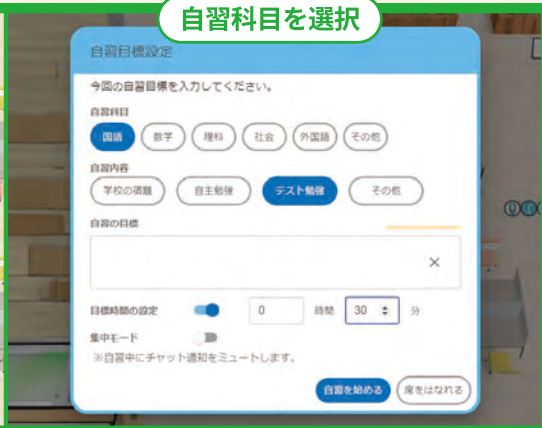 自習科目を選択
自習目標設定
今回の自習目標を入力してください。
自習科目
国語 数学 理科 社会 外国語 その他
自習内容
学校の宿題 自主勉強 テスト勉強 その他
自習の目標
×
目標時間の設定 0 時間 30 分
集中モード
※自習中にチャット通知をミュートします。
自習を始める 席をはなれる